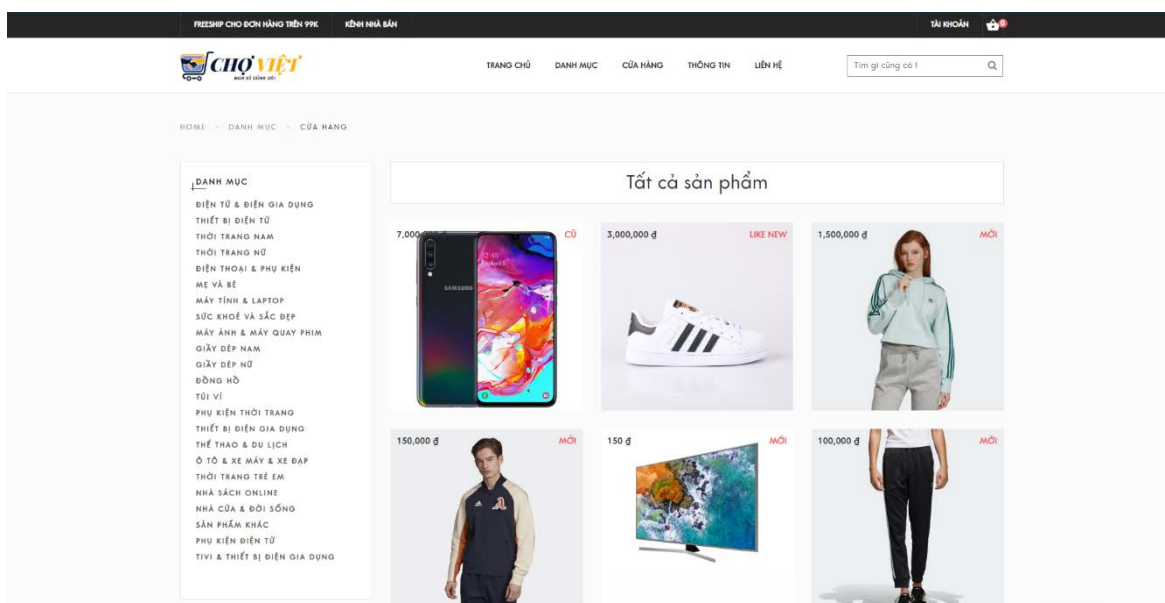 FREESHIP CHO ĐƠN HÀNG TRÊN 99K KÊNH NHÀ BÁN TÀI KHOẢN 0
CHỢ VIỆT
TRANG CHỦ DANH MỤC CỬA HÀNG THÔNG TIN LIÊN HỆ Tìm gì cũng có !
HOME DANH MỤC CỬA HÀNG
DANH MỤC
ĐIỆN TỬ & ĐIỆN GIA DỤNG
THIẾT BỊ ĐIỆN TỬ
THỜI TRANG NAM
THỜI TRANG NỮ
ĐIỆN THOẠI & PHỤ KIỆN
MẸ VÀ BÉ
MÁY TÍNH & LAPTOP
SỨC KHOẺ VÀ SẮC ĐẸP
MÁY ẢNH & MÁY QUAY PHIM
GIẦY DÉP NAM
GIẦY DÉP NỮ
ĐỒNG HỒ
TÚI VÍ
PHỤ KIỆN THỜI TRANG
THIẾT BỊ ĐIỆN GIA DỤNG
THỂ THAO & DU LỊCH
Ô TÔ & XE MÁY & XE ĐẠP
THỜI TRANG TRẺ EM
NHÀ SÁCH ONLINE
NHÀ CỬA & ĐỜI SỐNG
SẢN PHẨM KHÁC
PHỤ KIỆN ĐIỆN TỬ
TIVI & THIẾT BỊ ĐIỆN GIA DỤNG
Tất cả sản phẩm
CŨ
SAMSUNG
12:45
3,000,000 ₫ LIKE NEW
1,500,000 ₫ MỚI
150,000 ₫ MỚI
150 ₫ MỚI
100,000 ₫ MỚI